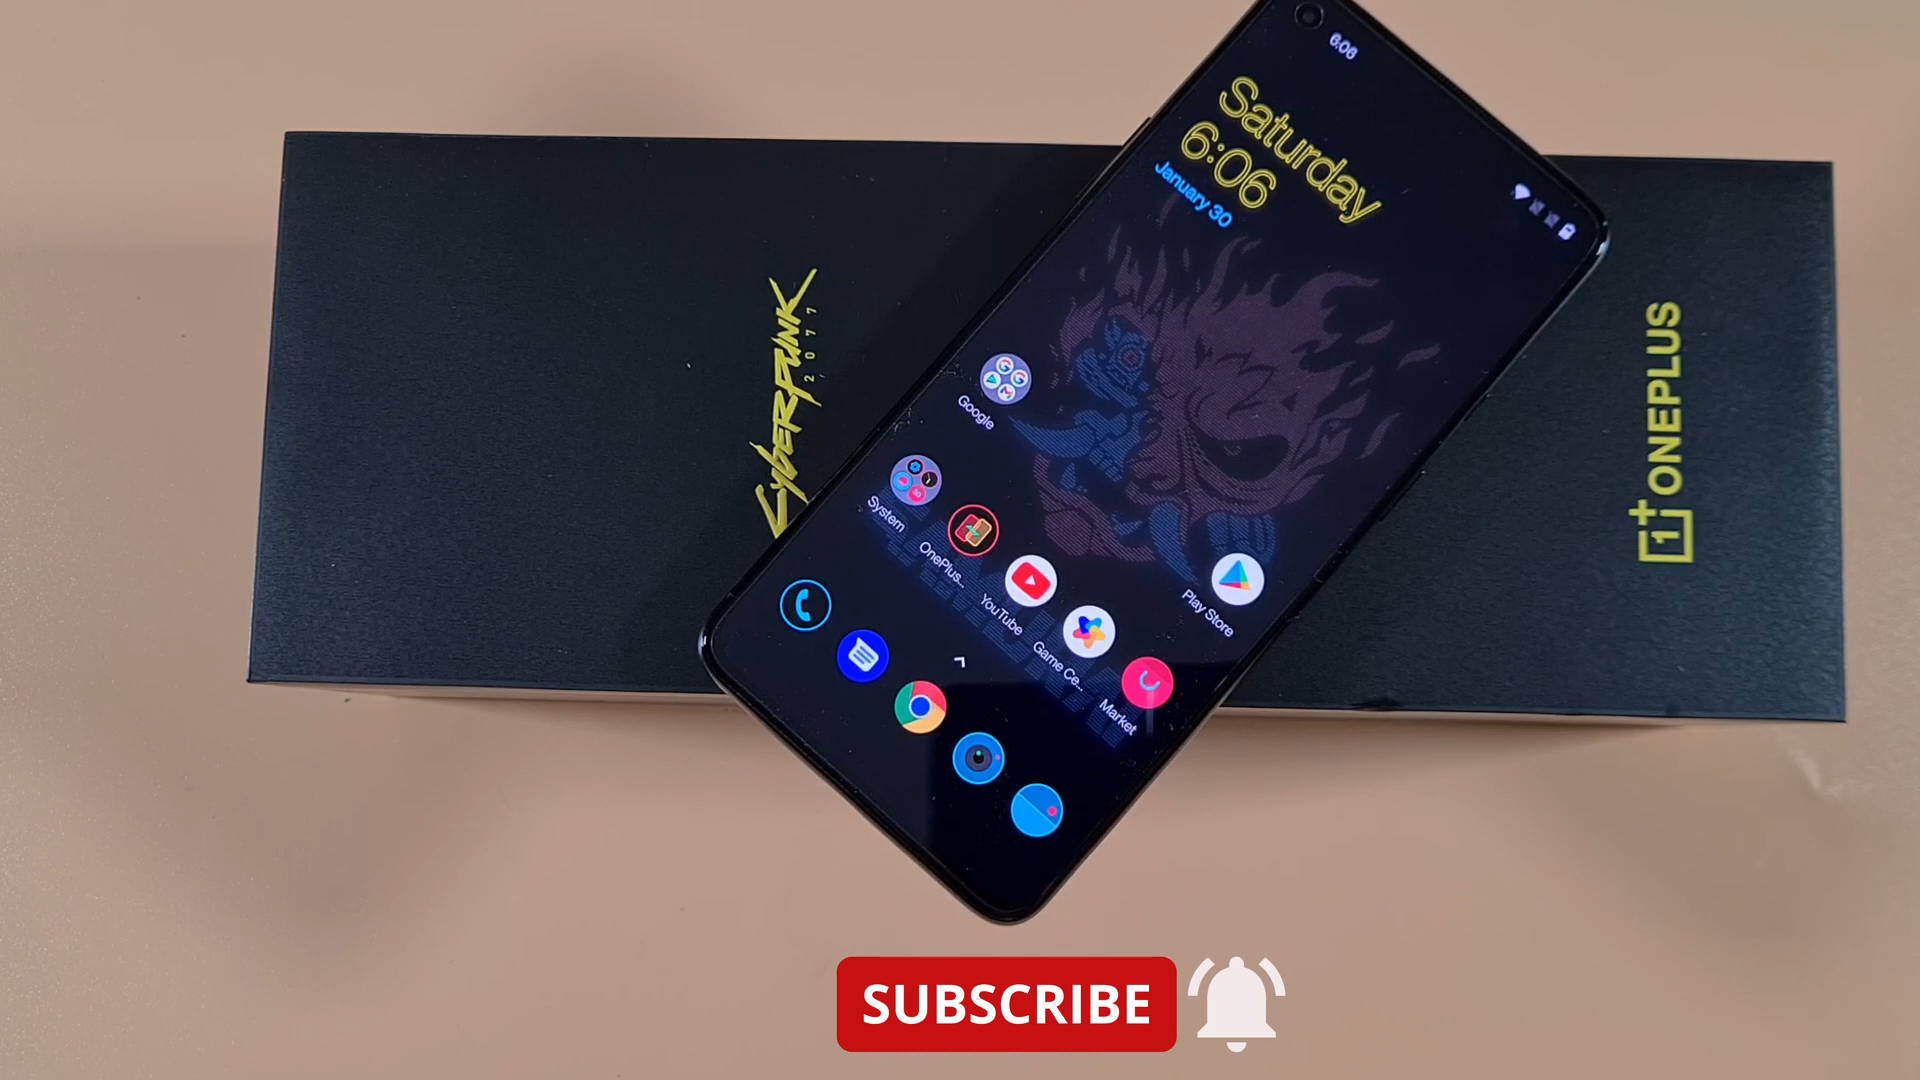 6:06
Saturday
6:06
January 30
CYBERPUNK
2077
1+ ONEPLUS
Google
System
OnePlus...
YouTube
Game Ce...
Market
Play Store
SUBSCRIBE